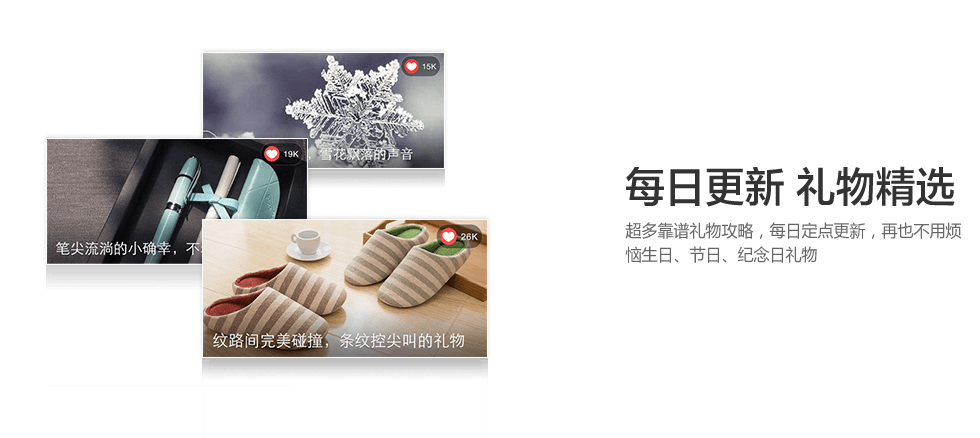 15K
，雪花飘落的声音
19K
笔尖流淌的小确幸，不
26K
纹路间完美碰撞，条纹控尖叫的礼物
每日更新 礼物精选
超多靠谱礼物攻略，每日定点更新，再也不用烦
恼生日、节日、纪念日礼物